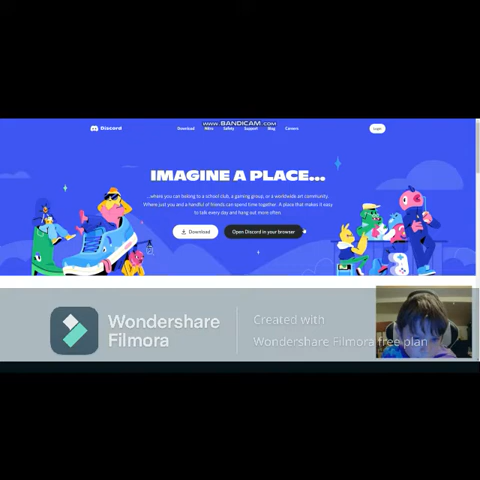 WWW.BANDICAM.COM
Discord
Download Nitro Safety Support Blog Careers
Login
IMAGINE A PLACE...
...where you can belong to a school club, a gaming group, or a worldwide art community.
Where just you and a handful of friends can spend time together. A place that makes it easy
to talk every day and hang out more often.
Download
Open Discord in your browser
Wondershare
Filmora
Created with
Wondershare Filmora free plan